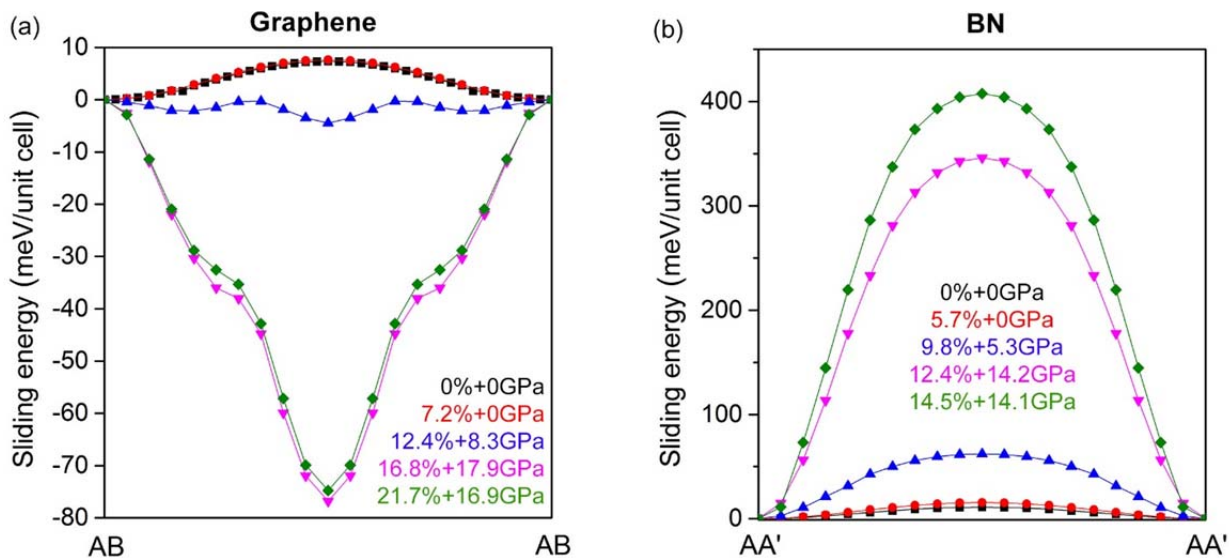 (a)
Graphene
Sliding energy (meV/unit cell)
10
0
-10
-20
-30
-40
-50
-60
-70
-80
0%+0GPa
7.2%+0GPa
12.4%+8.3GPa
16.8%+17.9GPa
21.7%+16.9GPa
AB
AB
(b)
BN
Sliding energy (meV/unit cell)
400
300
200
100
0
0%+0GPa
5.7%+0GPa
9.8%+5.3GPa
12.4%+14.2GPa
14.5%+14.1GPa
AA'
AA'